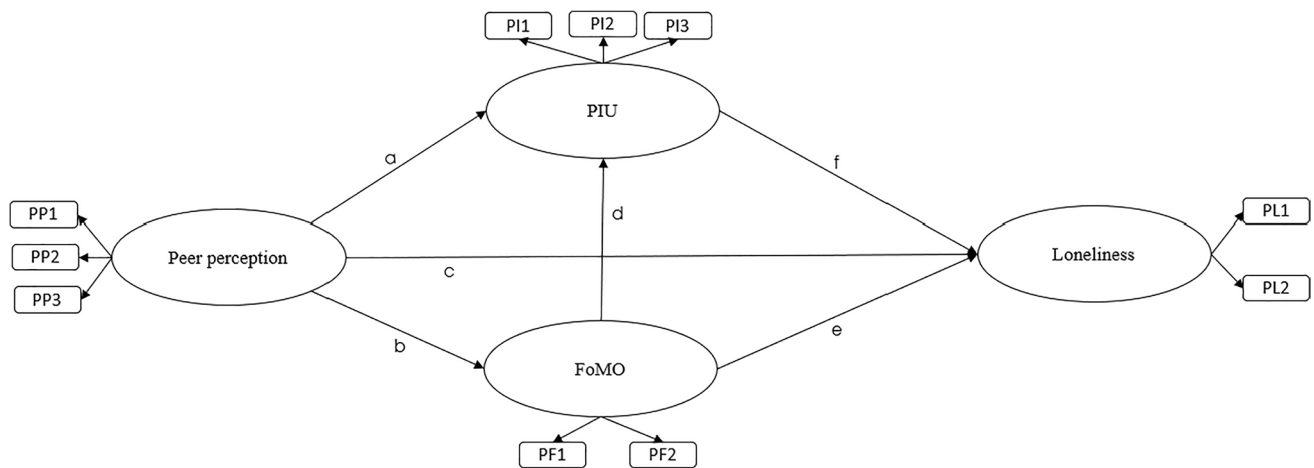 PI1
PI2
PI3
PIU
a
f
d
PP1
PP2
PP3
Peer perception
c
Loneliness
PL1
PL2
b
e
FoMO
PF1
PF2